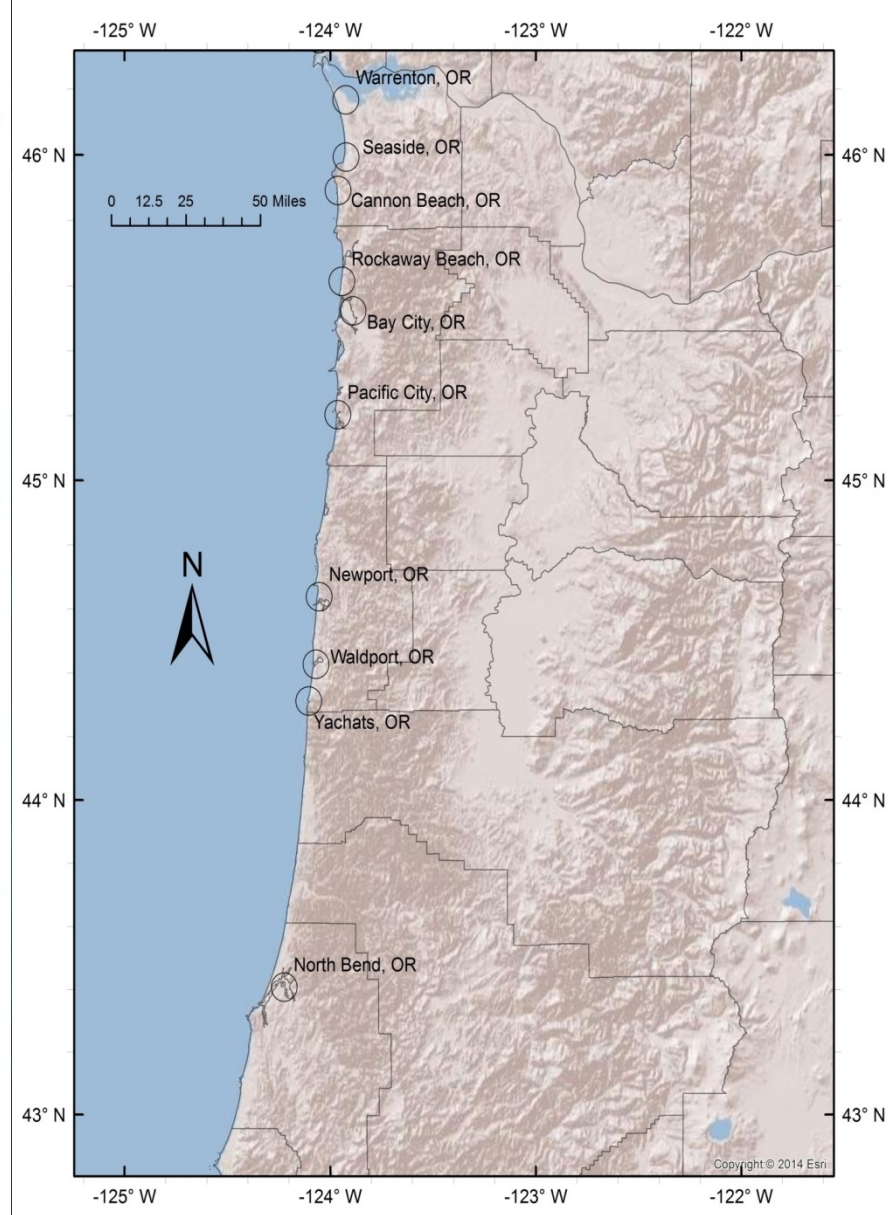 -125° W -124° W -123° W -122° W
Warrenton, OR
46° N 46° N
Seaside, OR
0 12.5 25 50 Miles
Cannon Beach, OR
Rockaway Beach, OR
Bay City, OR
Pacific City, OR
45° N 45° N
N
Newport, OR
Waldport, OR
Yachats, OR
44° N 44° N
North Bend, OR
43° N 43° N
Copyright:© 2014 Esri
-125° W -124° W -123° W -122° W